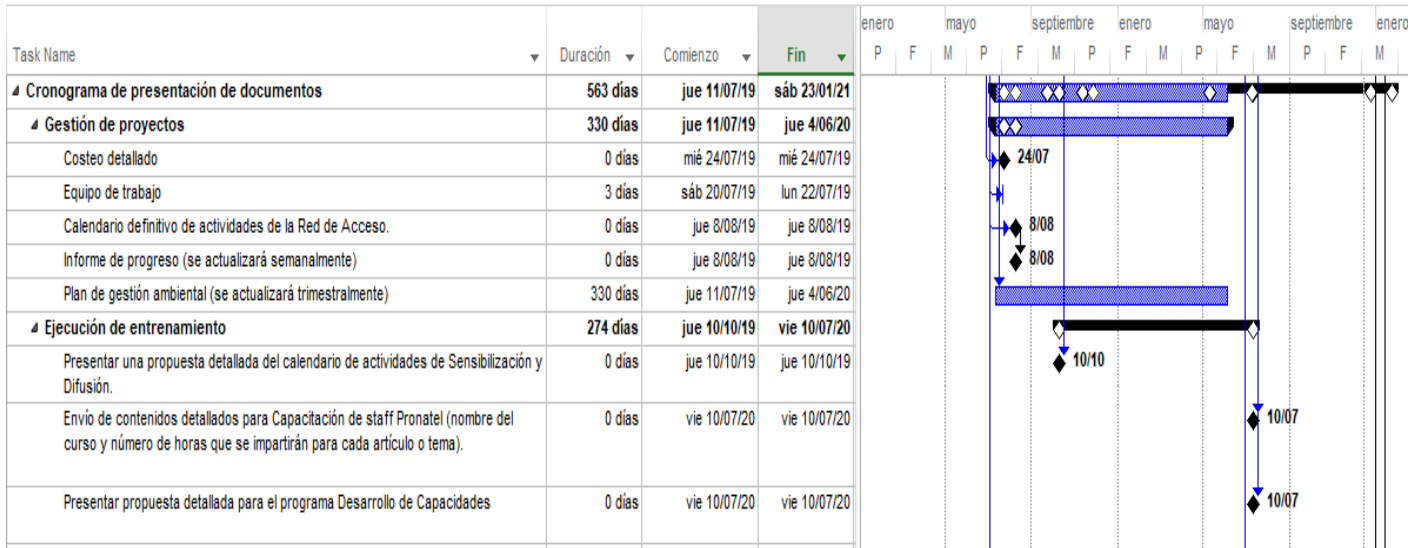 enero mayo septiembre enero mayo septiembre enero
Task Name Duración Comienzo Fin P F M P F M P F M P F M P F M
Cronograma de presentación de documentos 563 días jue 11/07/19 sáb 23/01/21
Gestión de proyectos 330 días jue 11/07/19 jue 4/06/20
Costeo detallado 0 días mié 24/07/19 mié 24/07/19 24/07
Equipo de trabajo 3 días sáb 20/07/19 lun 22/07/19
Calendario definitivo de actividades de la Red de Acceso. 0 días jue 8/08/19 jue 8/08/19 8/08
Informe de progreso (se actualizará semanalmente) 0 días jue 8/08/19 jue 8/08/19 8/08
Plan de gestión ambiental (se actualizará trimestralmente) 330 días jue 11/07/19 jue 4/06/20
Ejecución de entrenamiento 274 días jue 10/10/19 vie 10/07/20
Presentar una propuesta detallada del calendario de actividades de Sensibilización y 0 días jue 10/10/19 jue 10/10/19 10/10
Difusión.
Envío de contenidos detallados para Capacitación de staff Pronatel (nombre del 0 días vie 10/07/20 vie 10/07/20 10/07
curso y número de horas que se impartirán para cada artículo o tema).
Presentar propuesta detallada para el programa Desarrollo de Capacidades 0 días vie 10/07/20 vie 10/07/20 10/07